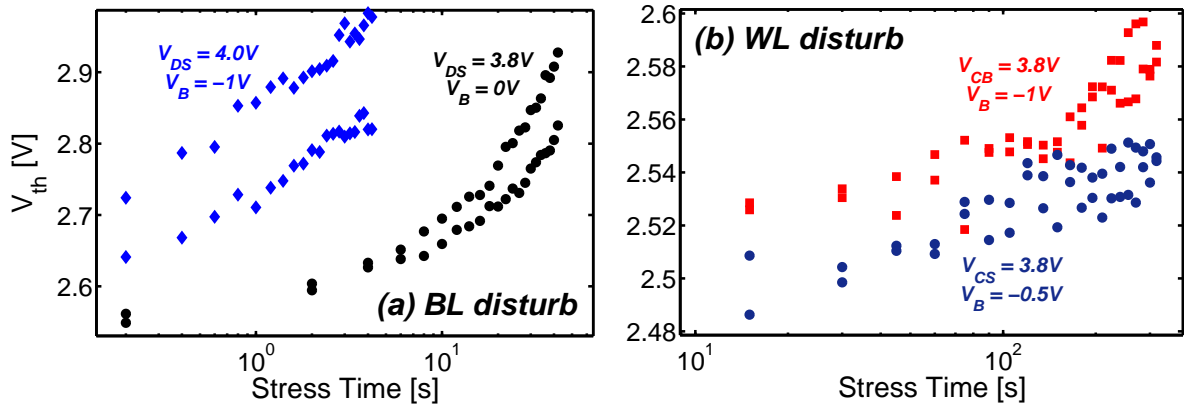 V_th [V]
2.9
2.8
2.7
2.6
V_DS = 4.0V
V_B = −1V
V_DS = 3.8V
V_B = 0V
(a) BL disturb
10^0
10^1
Stress Time [s]
2.6
2.58
2.56
2.54
2.52
2.5
2.48
(b) WL disturb
V_CB = 3.8V
V_B = −1V
V_CS = 3.8V
V_B = −0.5V
10^1
10^2
Stress Time [s]